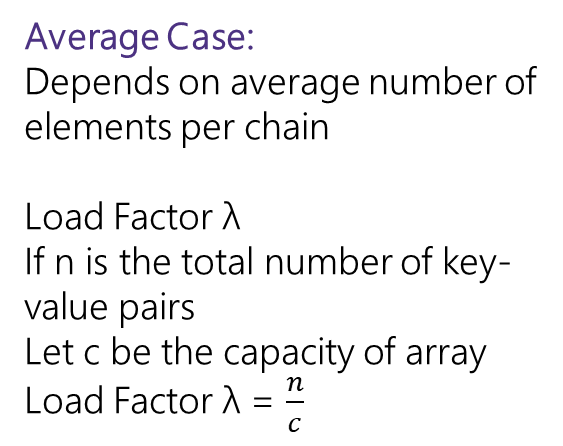 Average Case:
Depends on average number of
elements per chain
Load Factor λ
If n is the total number of key-
value pairs
Let c be the capacity of array
Load Factor λ = n/c